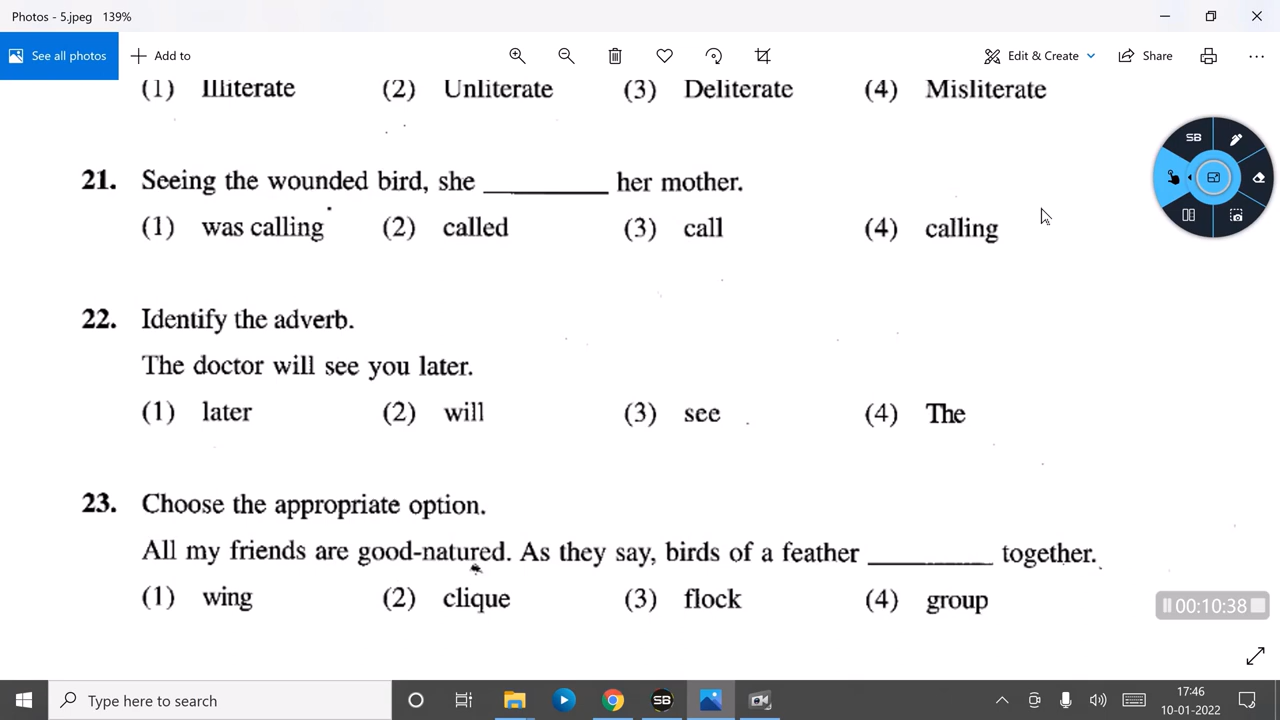 Photos - 5.jpeg 139%
See all photos
Add to
Edit & Create
Share
(1) Illiterate (2) Unliterate (3) Deliterate (4) Misliterate
SB
21. Seeing the wounded bird, she ________ her mother.
(1) was calling (2) called (3) call (4) calling
22. Identify the adverb.
The doctor will see you later.
(1) later (2) will (3) see (4) The
23. Choose the appropriate option.
All my friends are good-natured. As they say, birds of a feather ________ together.
(1) wing (2) clique (3) flock (4) group
00:10:38
Type here to search
SB
17:46
10-01-2022